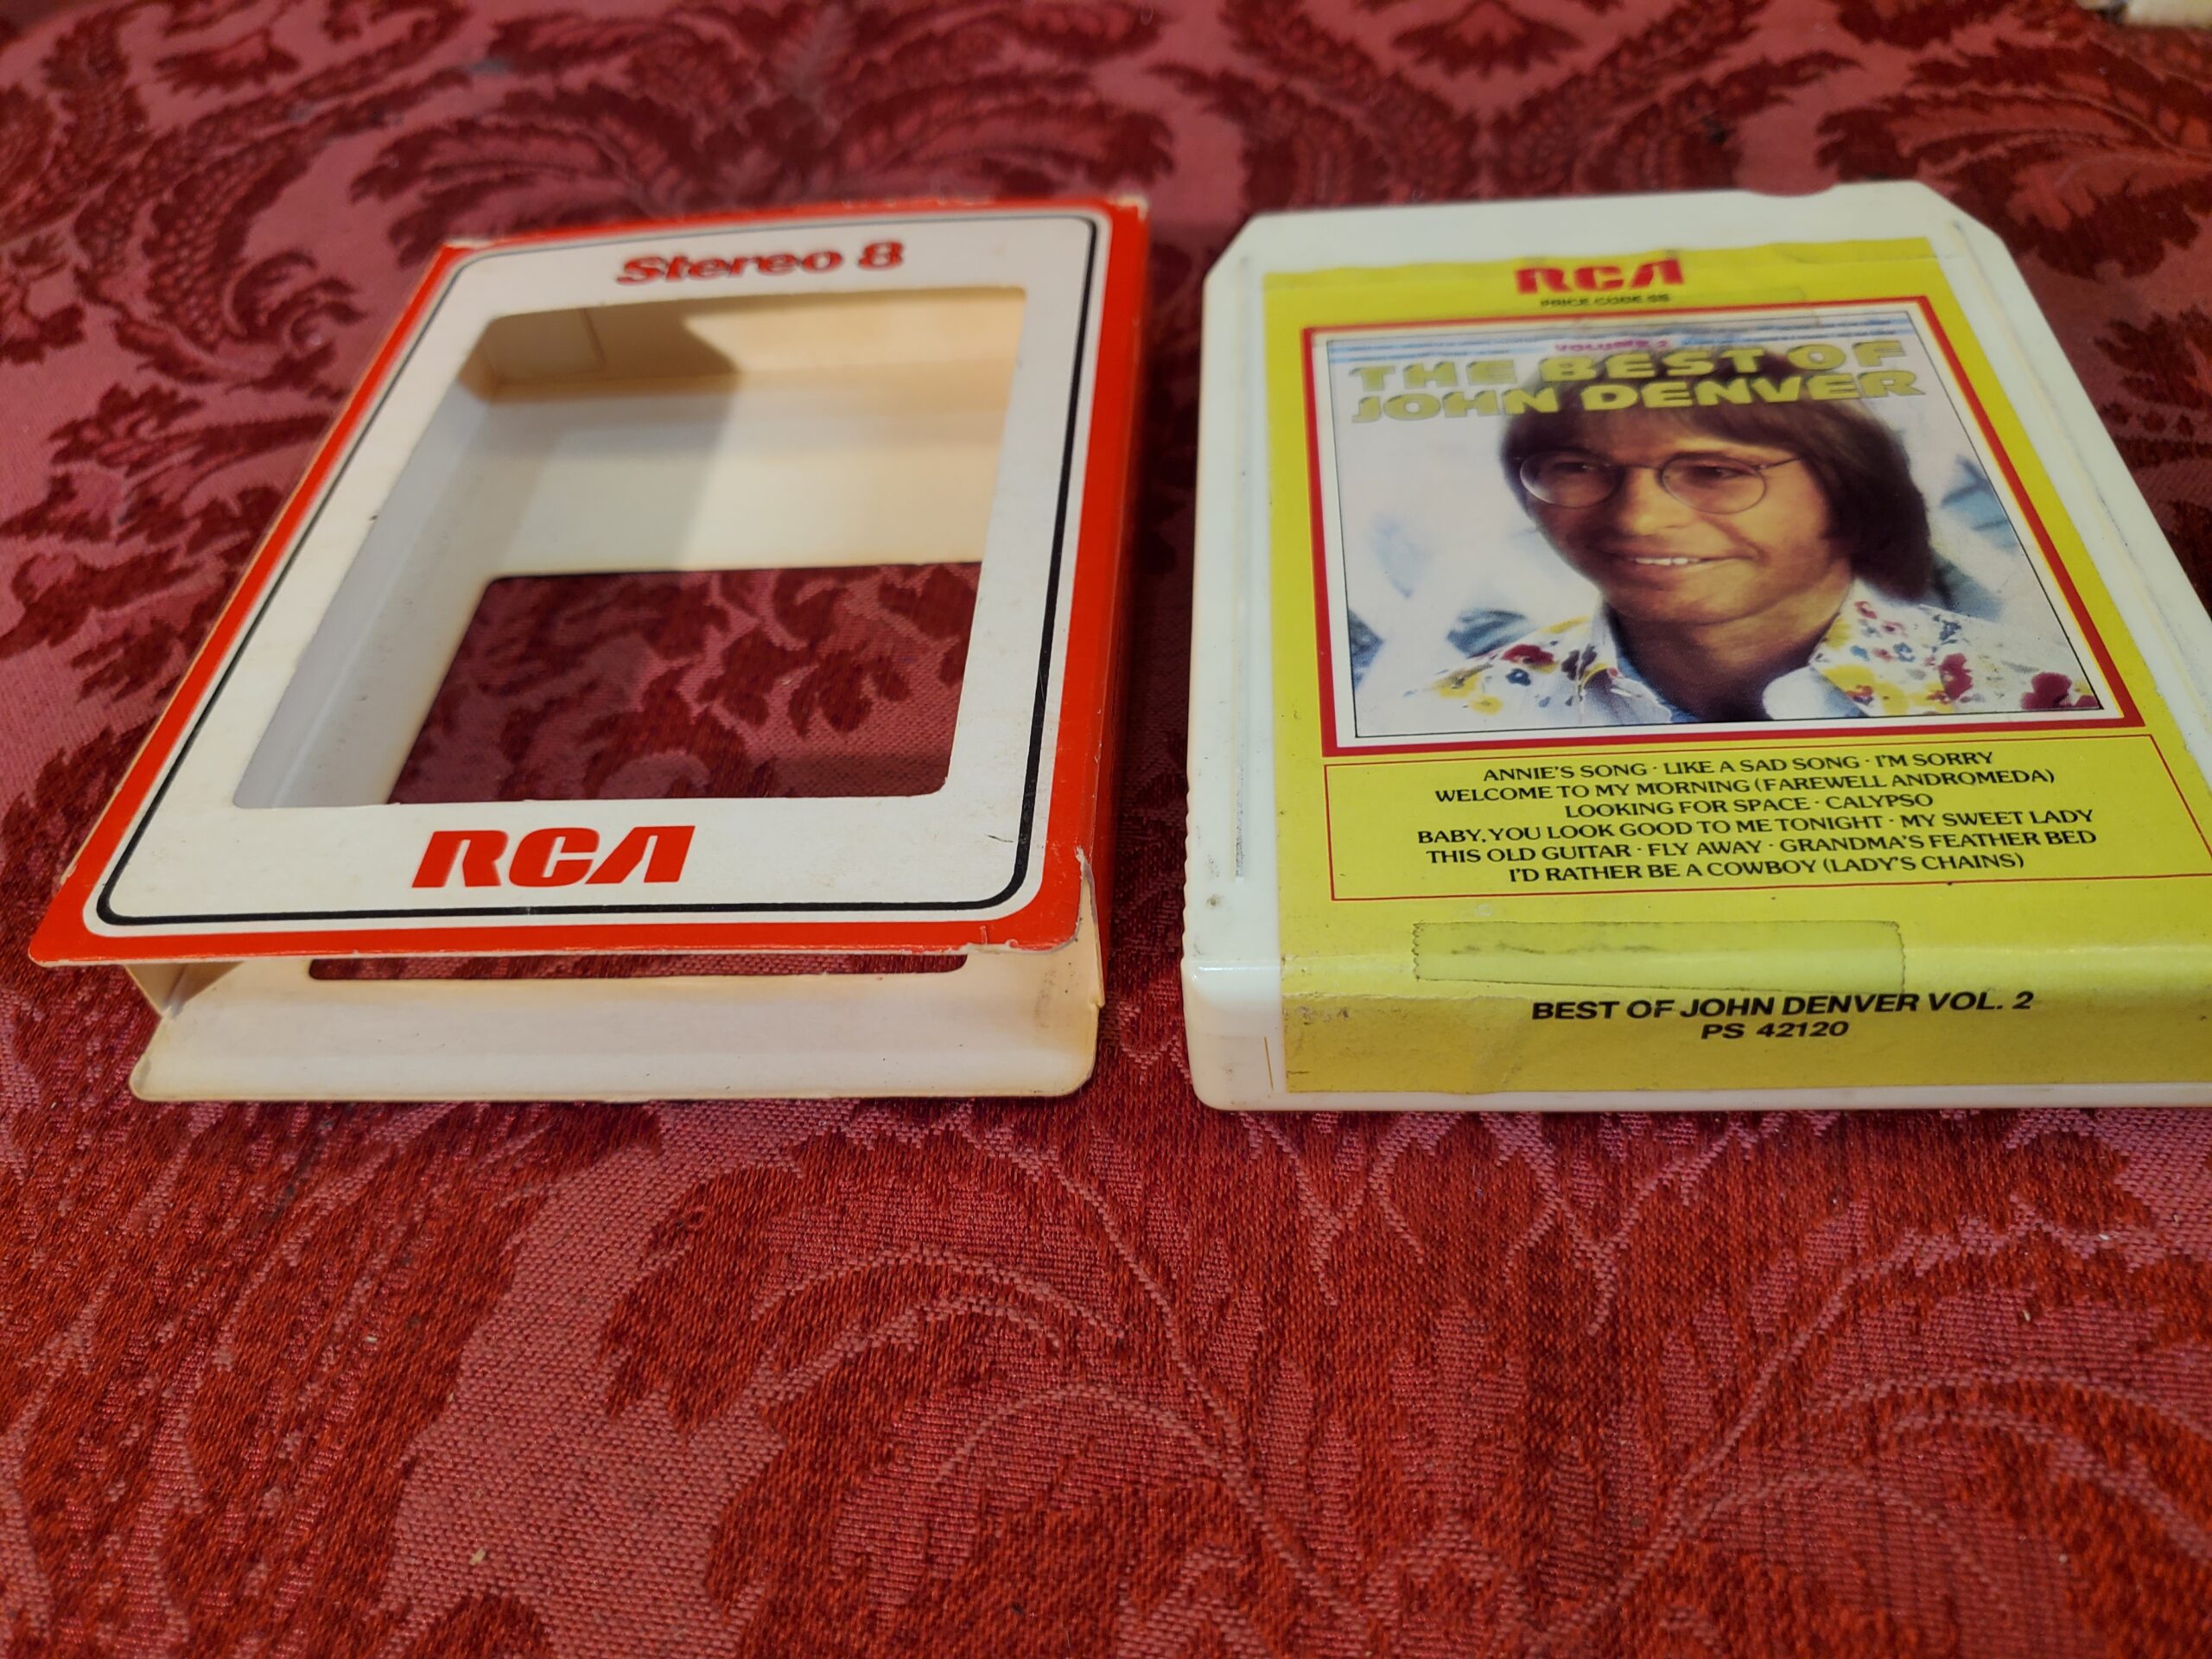 Stereo 8
RCA
RCA
PRICE CODE SS
VOLUME 2
THE BEST OF
JOHN DENVER
ANNIE'S SONG · LIKE A SAD SONG · I'M SORRY
WELCOME TO MY MORNING (FAREWELL ANDROMEDA)
LOOKING FOR SPACE · CALYPSO
BABY, YOU LOOK GOOD TO ME TONIGHT · MY SWEET LADY
THIS OLD GUITAR · FLY AWAY · GRANDMA'S FEATHER BED
I'D RATHER BE A COWBOY (LADY'S CHAINS)
BEST OF JOHN DENVER VOL. 2
PS 42120